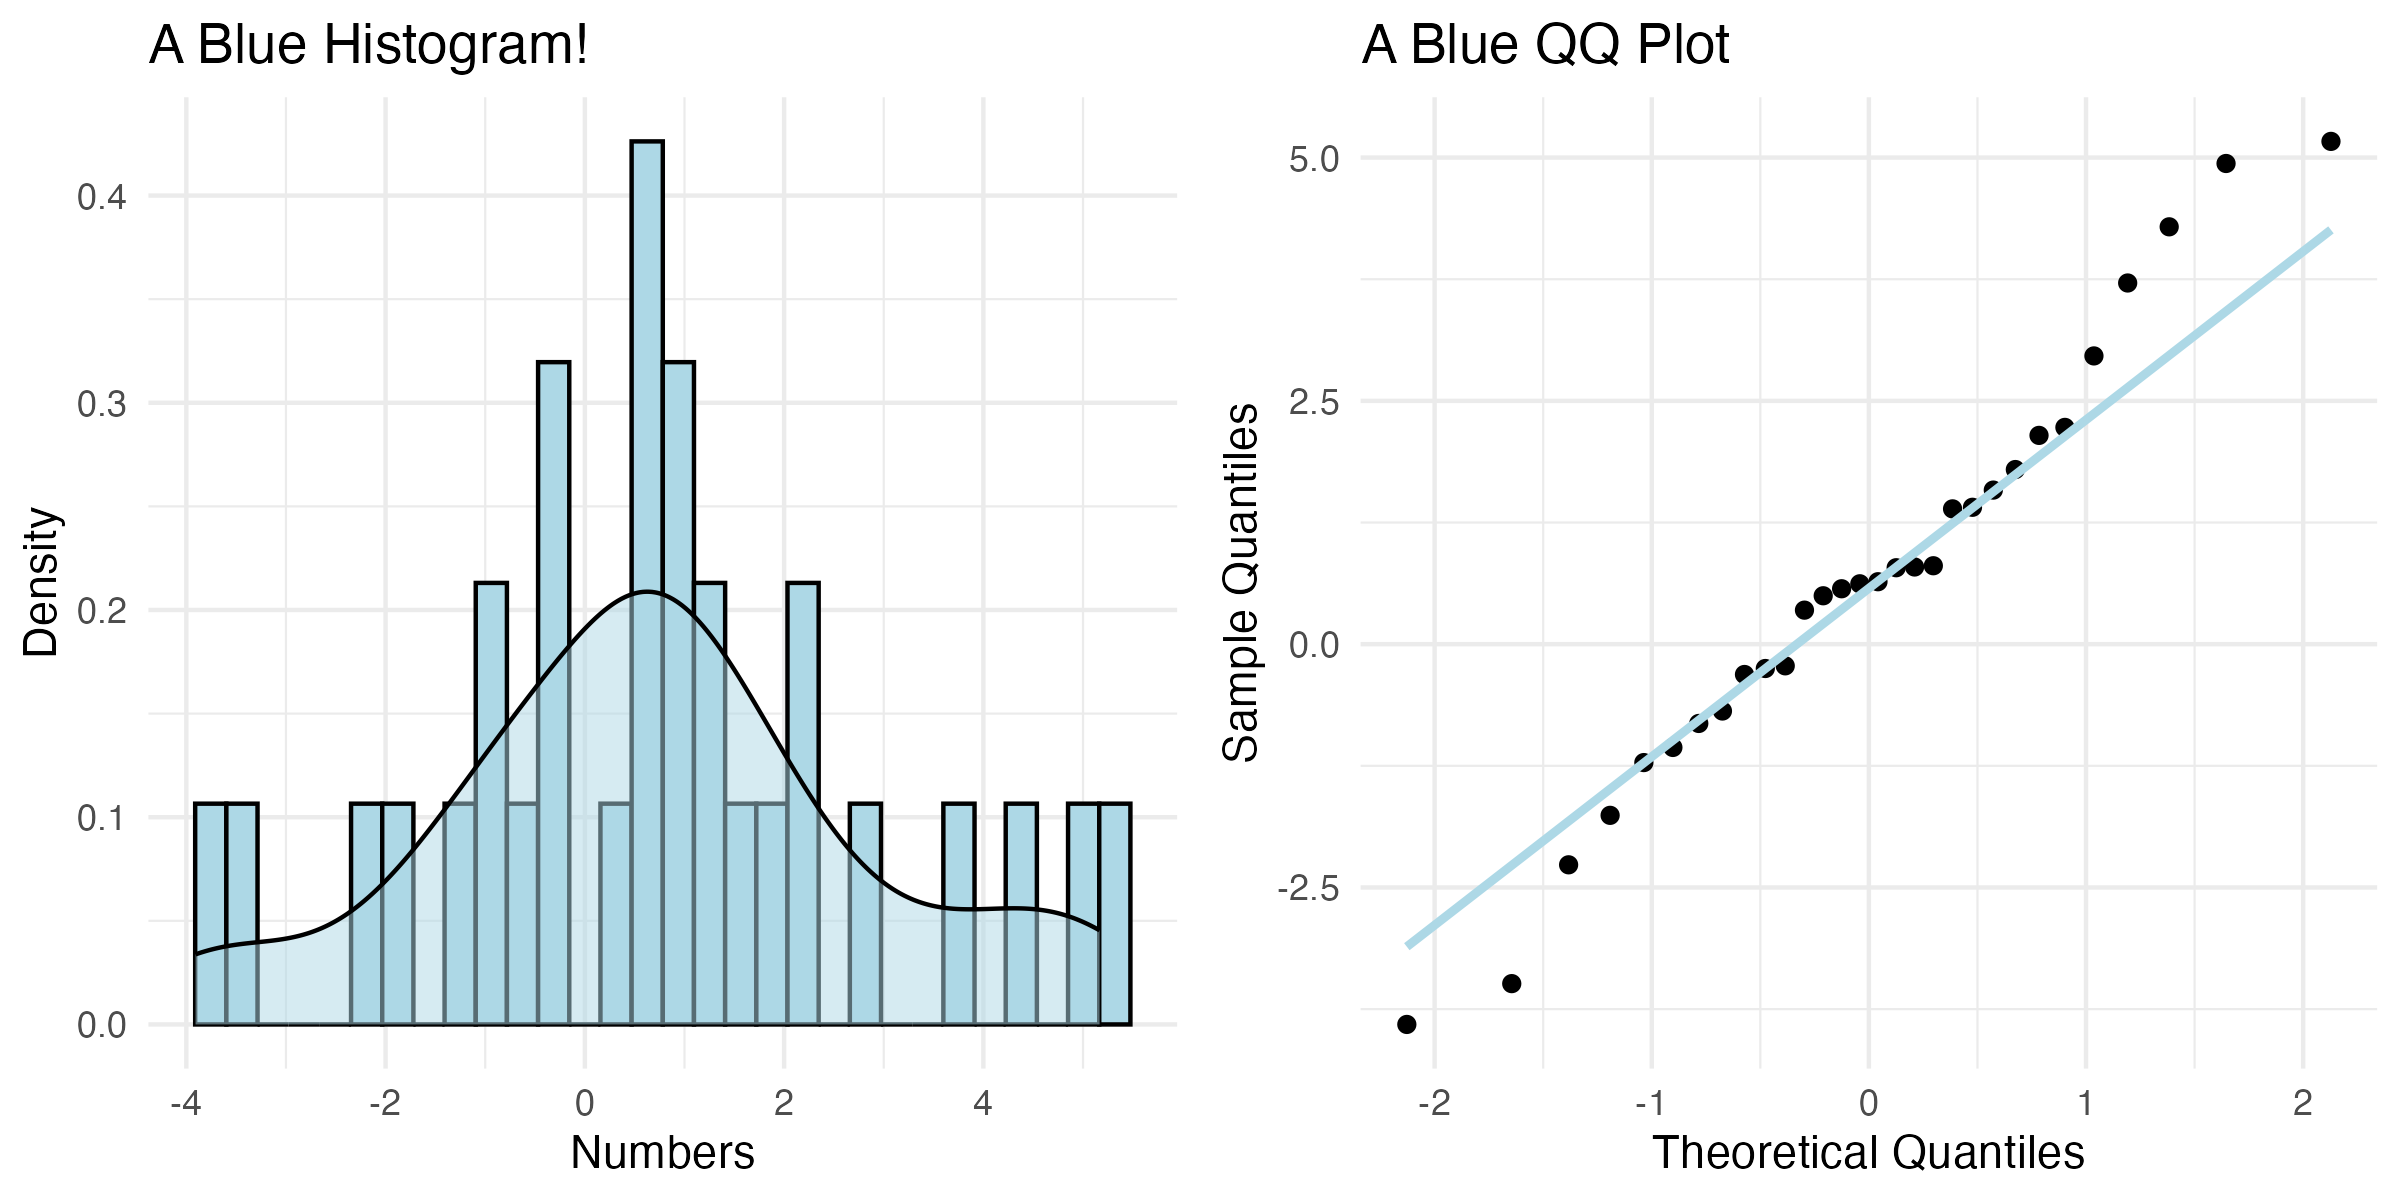 A Blue Histogram!
Density
0.4
0.3
0.2
0.1
0.0
-4 -2 0 2 4
Numbers
A Blue QQ Plot
Sample Quantiles
5.0
2.5
0.0
-2.5
-2 -1 0 1 2
Theoretical Quantiles